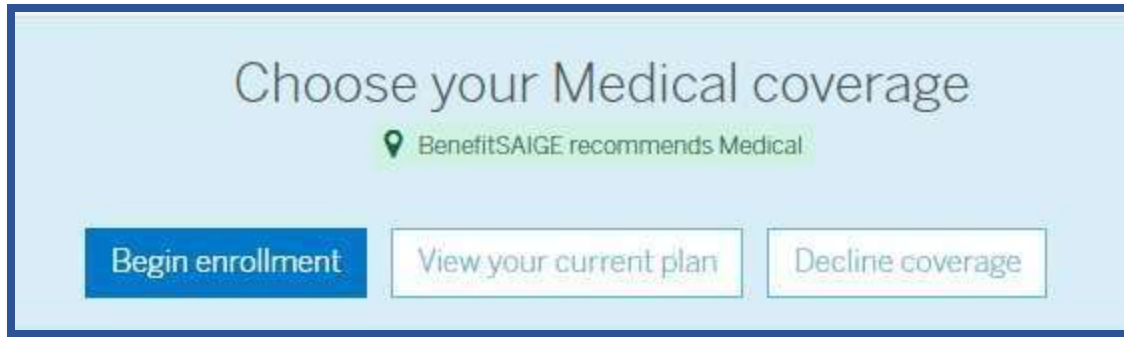 Choose your Medical coverage
BenefitSAIGE recommends Medical
Begin enrollment View your current plan Decline coverage